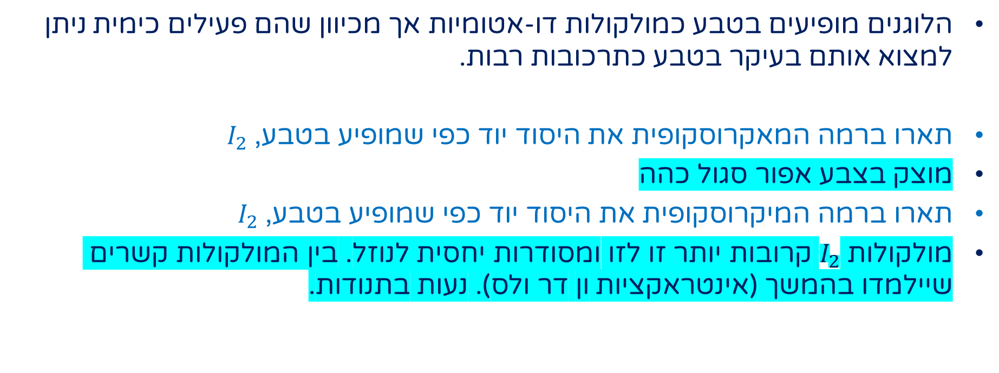 • הלוגנים מופיעים בטבע כמולקולות דו-אטומיות אך מכיוון שהם פעילים כימית ניתן
למצוא אותם בעיקר בטבע כתרכובות רבות.
• תארו ברמה המאקרוסקופית את היסוד יוד כפי שמופיע בטבע, I₂
• מוצק בצבע אפור סגול כהה
• תארו ברמה המיקרוסקופית את היסוד יוד כפי שמופיע בטבע, I₂
• מולקולות I₂ קרובות יותר זו לזו ומסודרות יחסית לנוזל. בין המולקולות קשרים
שיילמדו בהמשך (אינטראקציות ון דר ולס). נעות בתנודות.